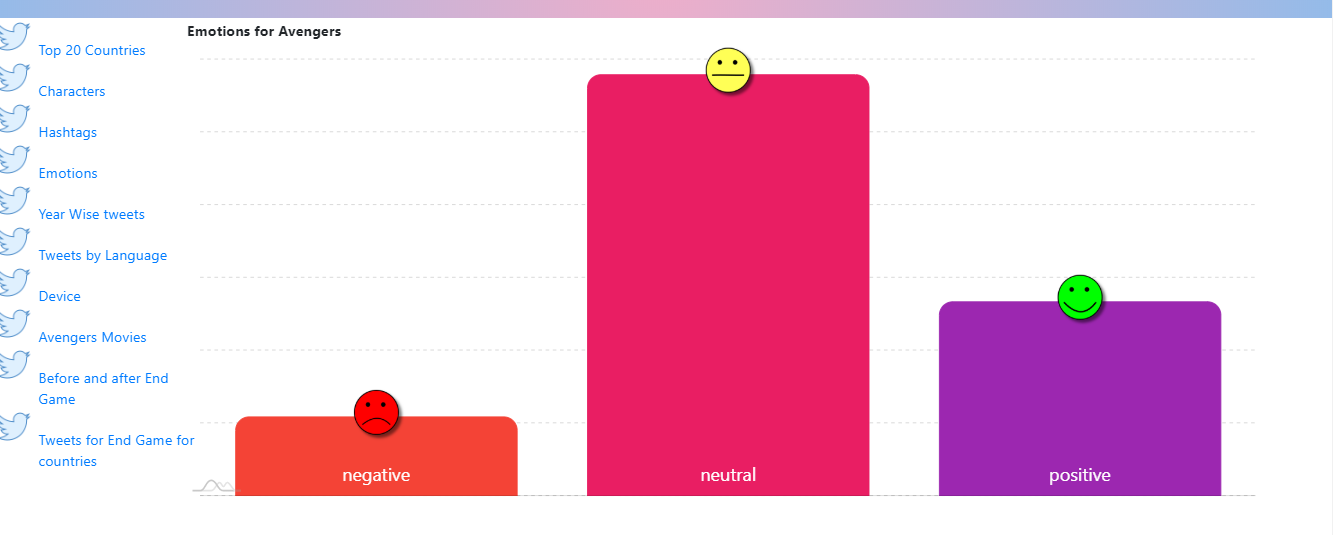 Emotions for Avengers
Top 20 Countries
Characters
Hashtags
Emotions
Year Wise tweets
Tweets by Language
Device
Avengers Movies
Before and after End
Game
Tweets for End Game for
countries
negative
neutral
positive